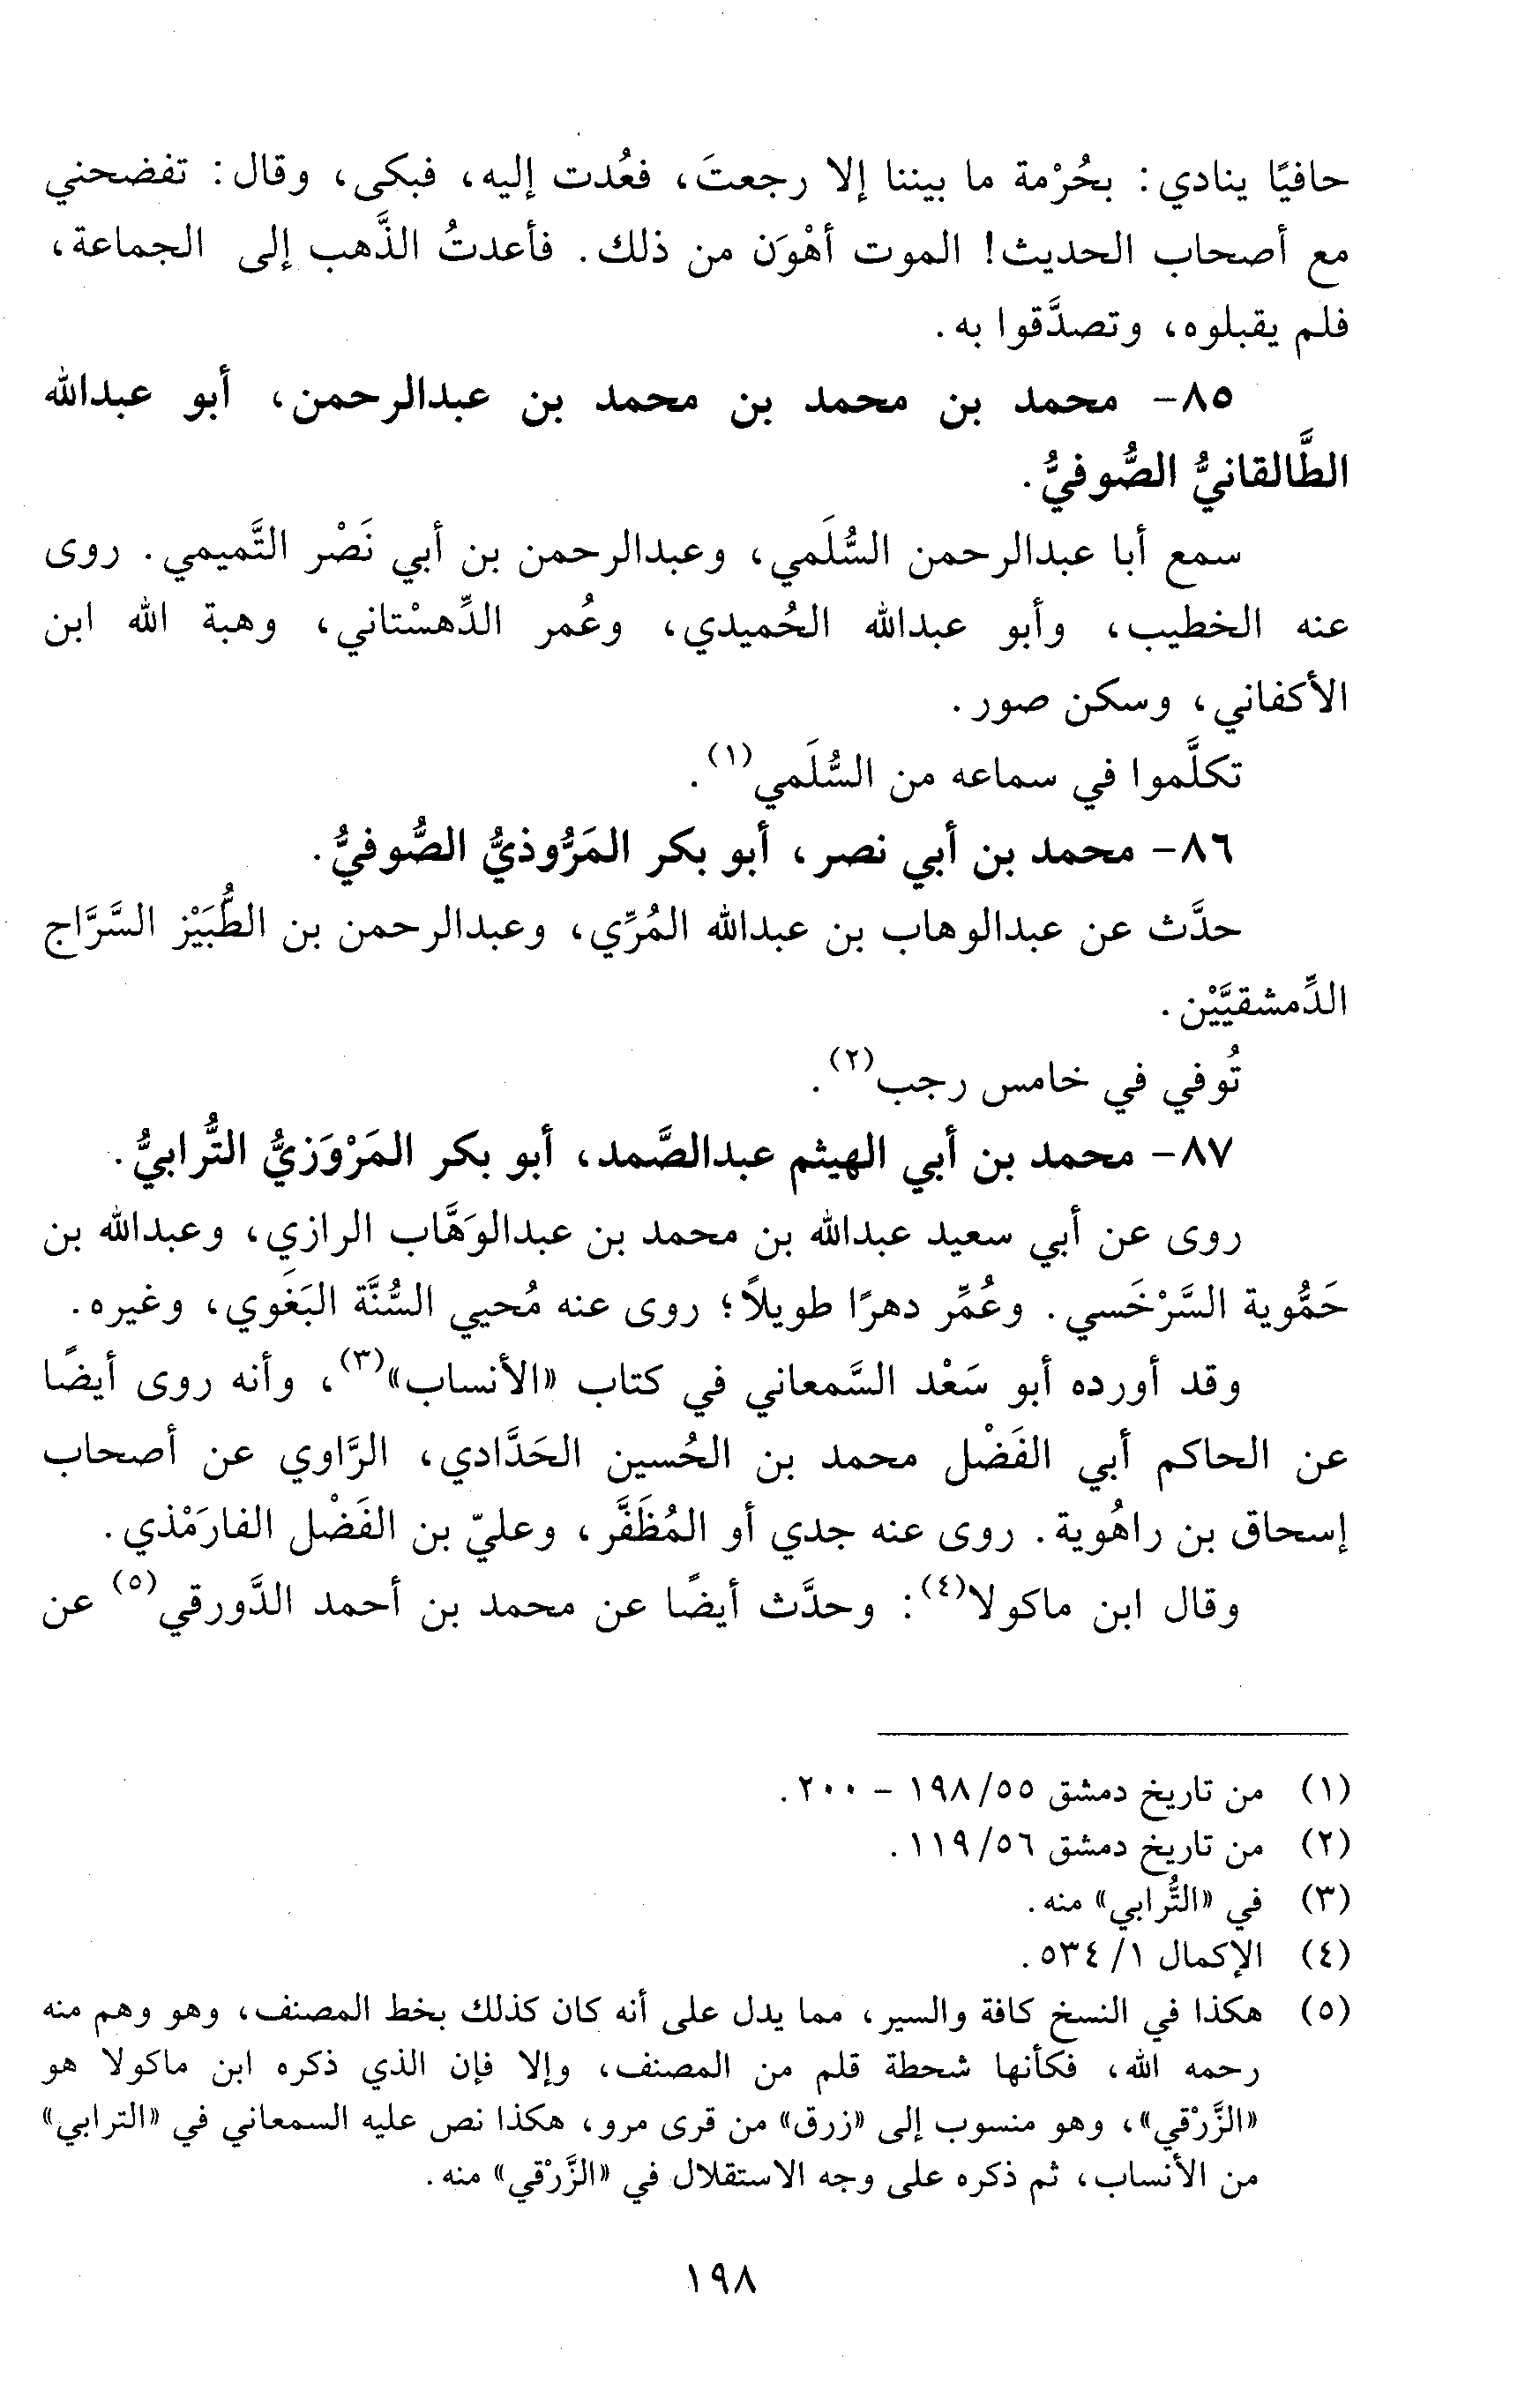 حافيًا ينادي: بحُرْمة ما بيننا إلا رجعتَ، فعُدت إليه، فبكى، وقال: تفضحني
مع أصحاب الحديث! الموت أهْوَن من ذلك. فأعدتُ الذَّهب إلى الجماعة،
فلم يقبلوه، وتصدَّقوا به.
٨٥- محمد بن محمد بن محمد بن عبدالرحمن، أبو عبدالله
الطَّالقانيُّ الصُّوفيُّ.
سمع أبا عبدالرحمن السُّلَمي، وعبدالرحمن بن أبي نَصْر التَّميمي. روى
عنه الخطيب، وأبو عبدالله الحُميدي، وعُمر الدِّهسْتاني، وهبة الله ابن
الأكفاني، وسكن صور.
تكلَّموا في سماعه من السُّلَمي(١).
٨٦- محمد بن أبي نصر، أبو بكر المَرُّوذيُّ الصُّوفيُّ.
حدَّث عن عبدالوهاب بن عبدالله المُرِّي، وعبدالرحمن بن الطُّبَيْز السَّرَّاج
الدِّمشقيَّيْن.
تُوفي في خامس رجب(٢).
٨٧- محمد بن أبي الهيثم عبدالصَّمد، أبو بكر المَرْوَزيُّ التُّرابيُّ.
روى عن أبي سعيد عبدالله بن محمد بن عبدالوَهَّاب الرازي، وعبدالله بن
حَمُّوية السَّرْخَسي. وعُمِّر دهرًا طويلاً؛ روى عنه مُحيي السُّنَّة البَغَوي، وغيره.
وقد أورده أبو سَعْد السَّمعاني في كتاب «الأنساب»(٣)، وأنه روى أيضًا
عن الحاكم أبي الفَضْل محمد بن الحُسين الحَدَّادي، الرَّاوي عن أصحاب
إسحاق بن راهُوية. روى عنه جدي أو المُظَفَّر، وعليّ بن الفَضْل الفارَمْذي.
وقال ابن ماكولا(٤): وحدَّث أيضًا عن محمد بن أحمد الدَّورقي(٥) عن
(١) من تاريخ دمشق ٥٥/ ١٩٨ - ٢٠٠.
(٢) من تاريخ دمشق ٥٦/ ١١٩.
(٣) في «التُّرابي» منه.
(٤) الإكمال ١/ ٥٣٤.
(٥) هكذا في النسخ كافة والسير، مما يدل على أنه كان كذلك بخط المصنف، وهو وهم منه
رحمه الله، فكأنها شحطة قلم من المصنف، وإلا فإن الذي ذكره ابن ماكولا هو
«الزَّرْقي»، وهو منسوب إلى «زرق» من قرى مرو، هكذا نص عليه السمعاني في «الترابي»
من الأنساب، ثم ذكره على وجه الاستقلال في «الزَّرْقي» منه.
١٩٨